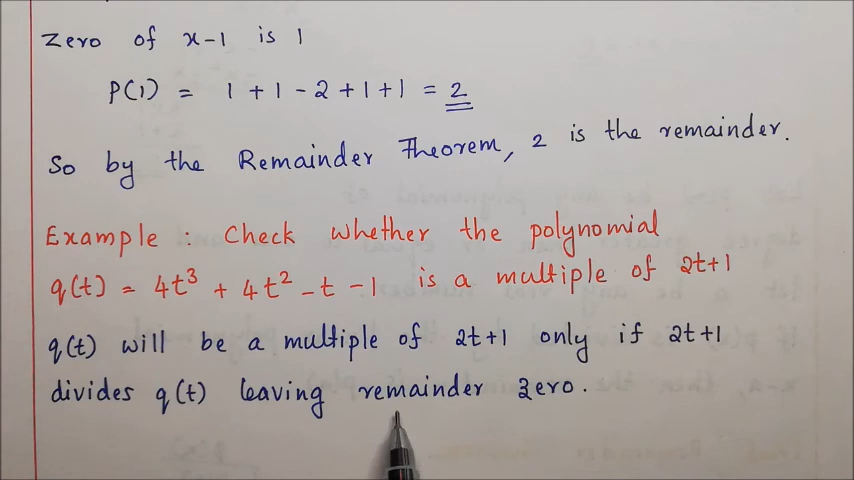 Zero of x-1 is 1
P(1) = 1 + 1 - 2 + 1 + 1 = 2
So by the Remainder Theorem, 2 is the remainder.
Example : Check whether the polynomial
q(t) = 4t³ + 4t² - t - 1 is a multiple of 2t+1
q(t) will be a multiple of 2t+1 only if 2t+1
divides q(t) leaving remainder zero.